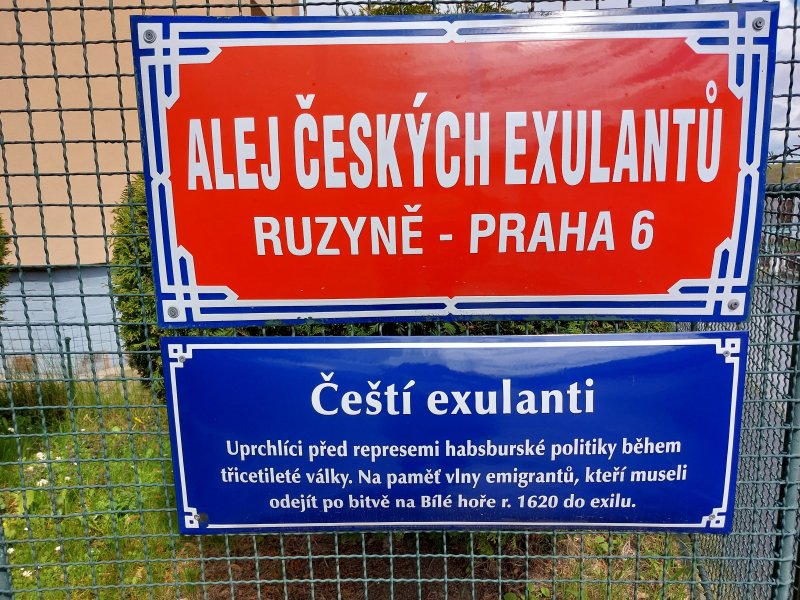 ALEJ ČESKÝCH EXULANTŮ
RUZYNĚ - PRAHA 6
Čeští exulanti
Uprchlíci před represemi habsburské politiky během
třicetileté války. Na paměť vlny emigrantů, kteří museli
odejít po bitvě na Bílé hoře r. 1620 do exilu.